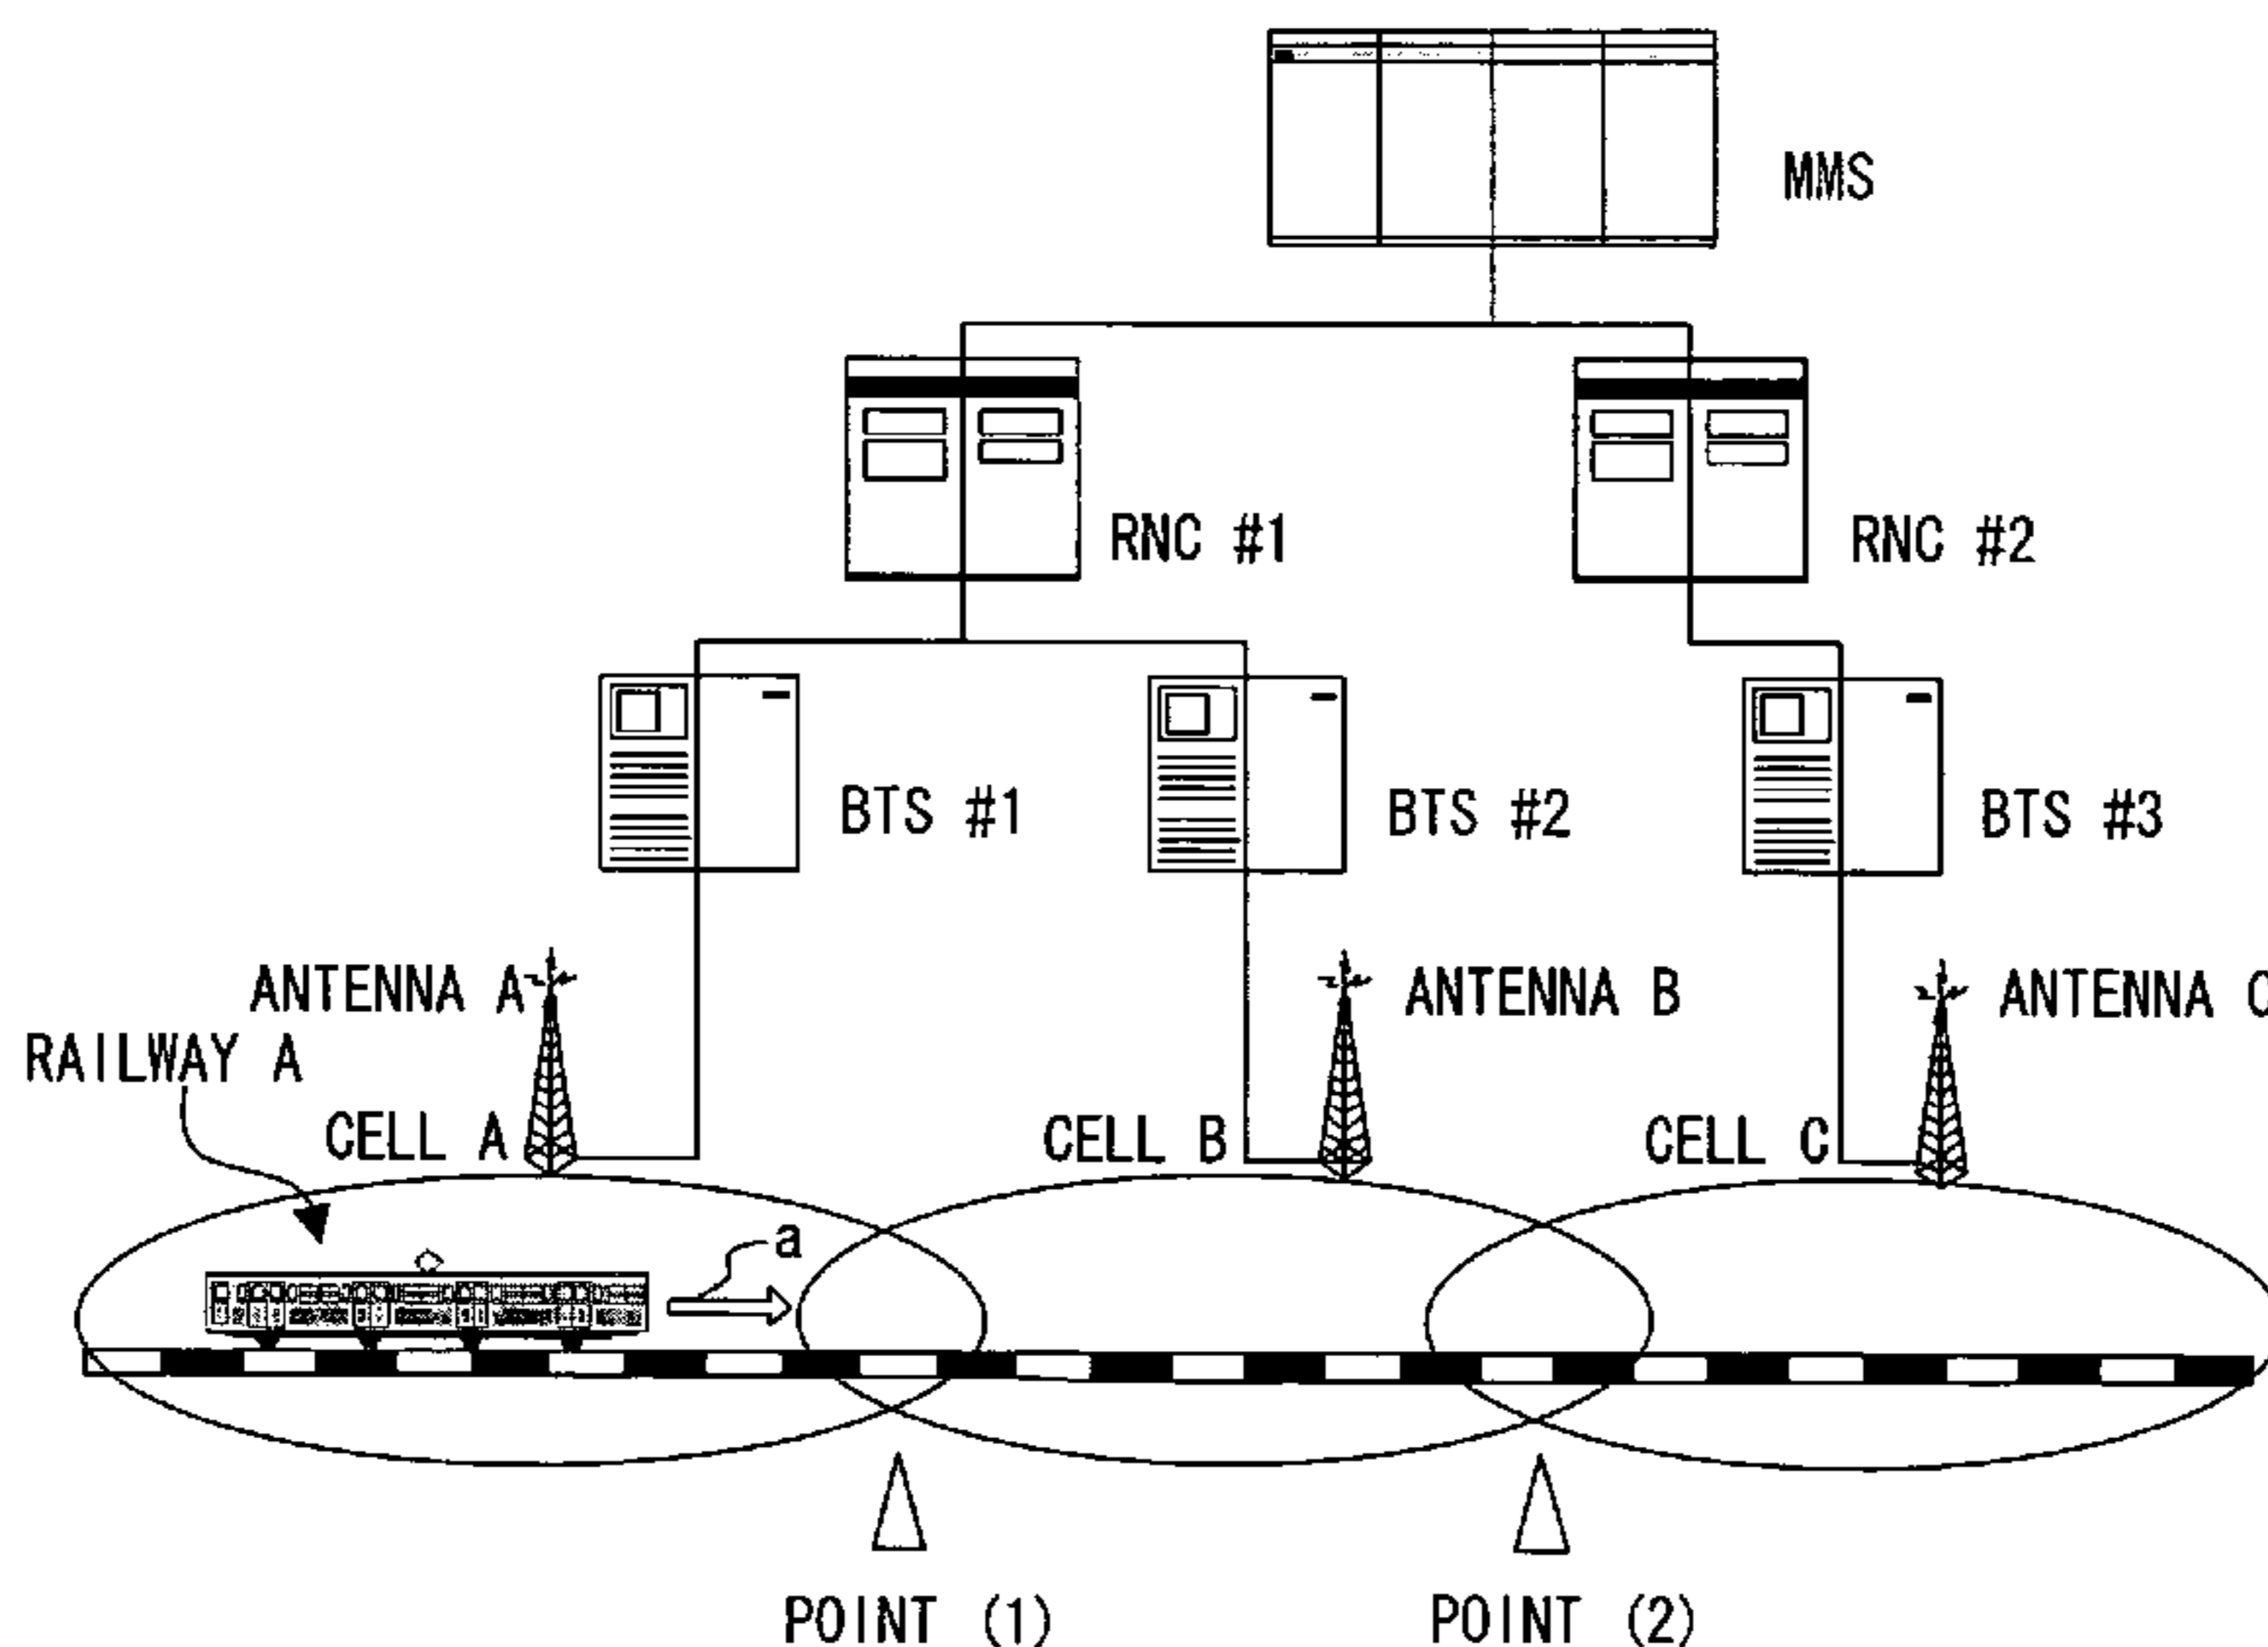 MMS
RNC #1
RNC #2
BTS #1
BTS #2
BTS #3
ANTENNA A
ANTENNA B
ANTENNA C
RAILWAY A
CELL A
CELL B
CELL C
a
POINT (1)
POINT (2)